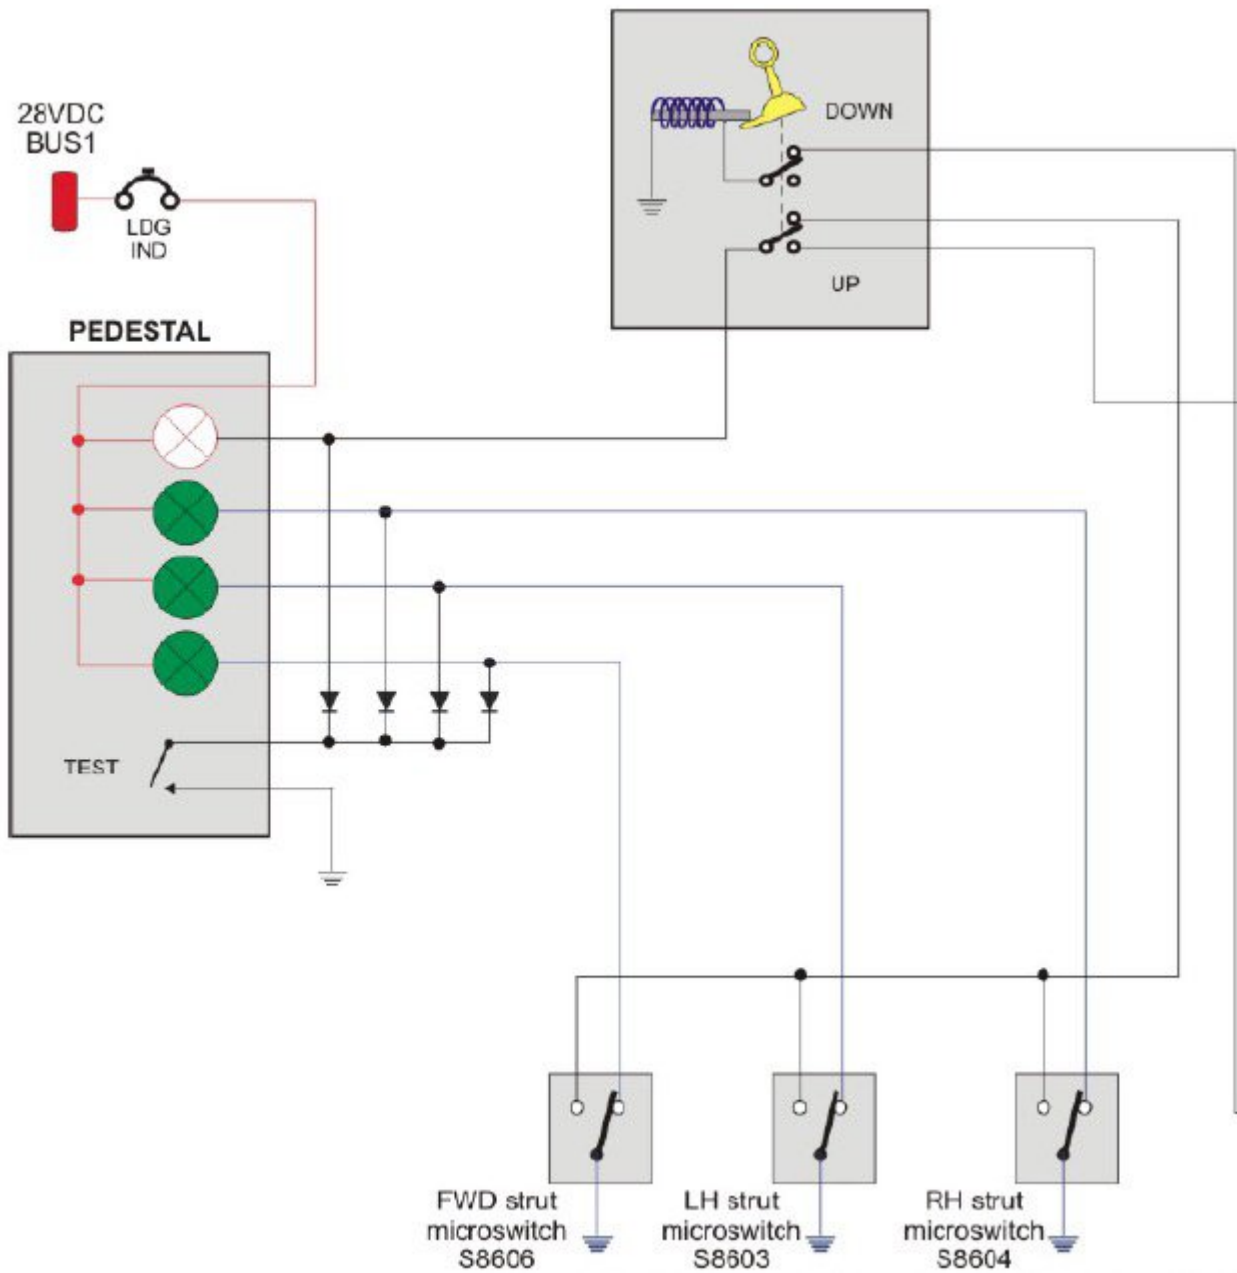 28VDC
BUS1
LDG
IND
DOWN
UP
PEDESTAL
TEST
FWD strut
microswitch
S8606
LH strut
microswitch
S8603
RH strut
microswitch
S8604